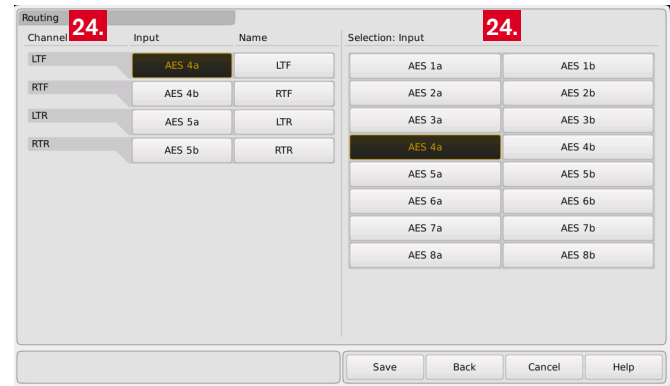 Routing
24.
24.
Channel Input Name Selection: Input
LTF AES 4a LTF AES 1a AES 1b
RTF AES 4b RTF AES 2a AES 2b
LTR AES 5a LTR AES 3a AES 3b
RTR AES 5b RTR AES 4a AES 4b
AES 5a AES 5b
AES 6a AES 6b
AES 7a AES 7b
AES 8a AES 8b
Save Back Cancel Help